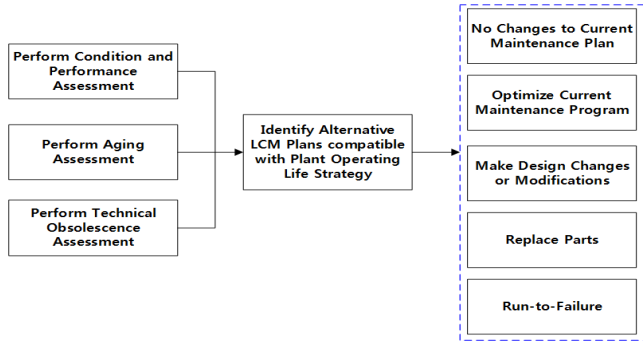 Perform Condition and
Performance
Assessment
Perform Aging
Assessment
Perform Technical
Obsolescence
Assessment
Identify Alternative
LCM Plans compatible
with Plant Operating
Life Strategy
No Changes to Current
Maintenance Plan
Optimize Current
Maintenance Program
Make Design Changes
or Modifications
Replace Parts
Run-to-Failure